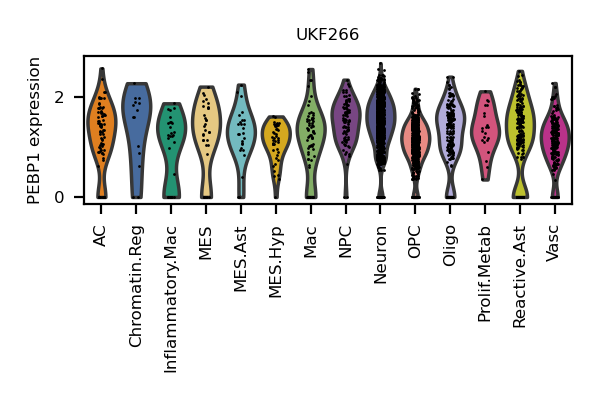 UKF266
PEBP1 expression
2
0
AC
Chromatin.Reg
Inflammatory.Mac
MES
MES.Ast
MES.Hyp
Mac
NPC
Neuron
OPC
Oligo
Prolif.Metab
Reactive.Ast
Vasc